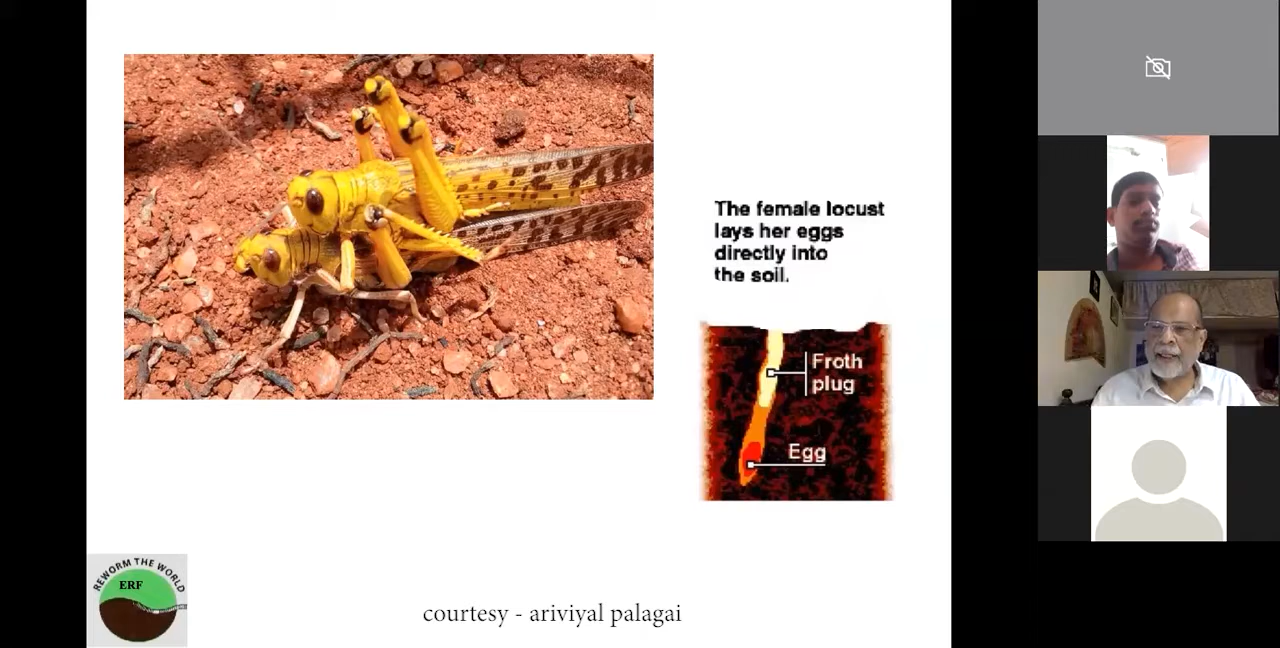 The female locust
lays her eggs
directly into
the soil.
Froth
plug
Egg
REWORM THE WORLD
ERF
courtesy - ariviyal palagai